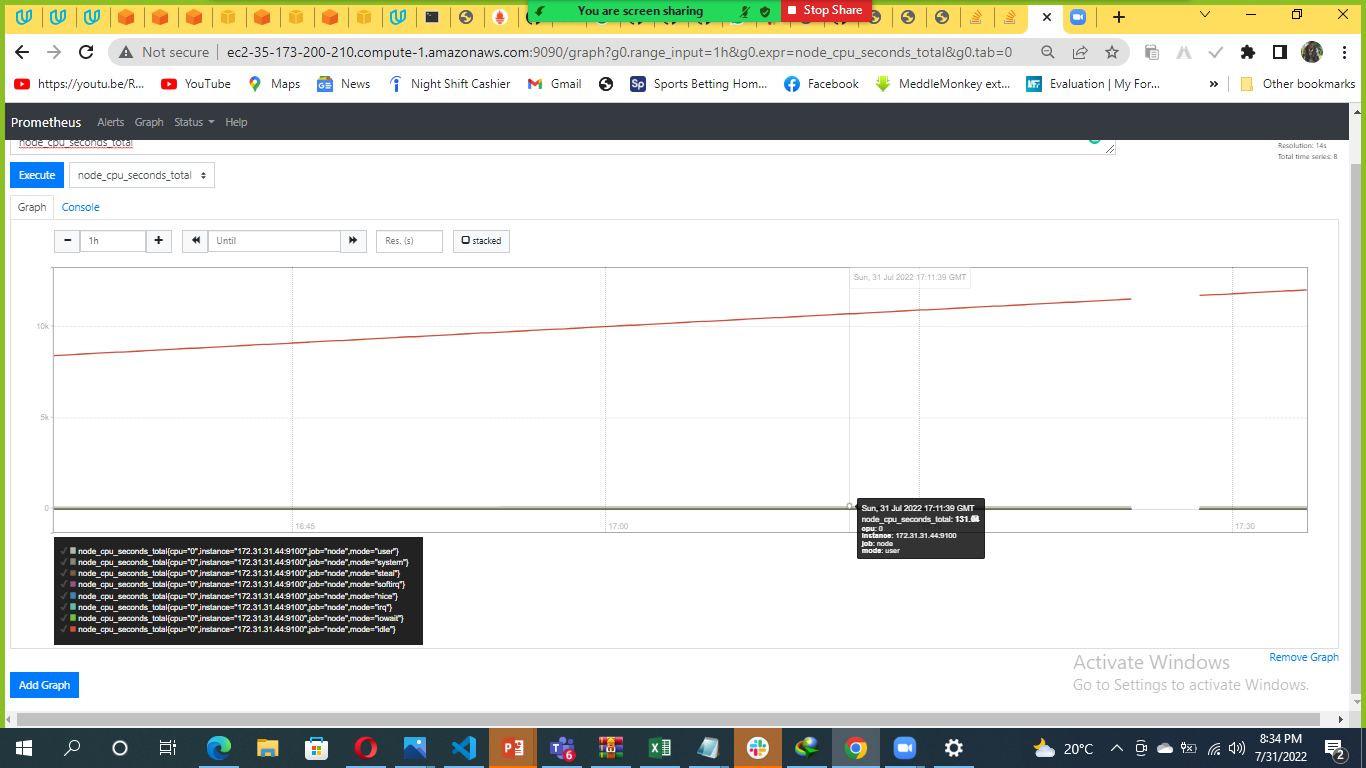 You are screen sharing
Stop Share
Not secure
ec2-35-173-200-210.compute-1.amazonaws.com:9090/graph?g0.range_input=1h&g0.expr=node_cpu_seconds_total&g0.tab=0
https://youtu.be/R...
YouTube
Maps
News
Night Shift Cashier
Gmail
Sp Sports Betting Hom...
Facebook
MeddleMonkey ext...
Evaluation | My For...
»
Other bookmarks
Prometheus Alerts Graph Status Help
node_cpu_seconds_total
Resolution: 14s
Total time series: 8
Execute
node_cpu_seconds_total
Graph Console
1h
Until
Res. (s)
stacked
Sun, 31 Jul 2022 17:11:39 GMT
10k
5k
0
16:45
17:00
17:30
Sun, 31 Jul 2022 17:11:39 GMT
node_cpu_seconds_total:
cpu: 0
instance: 172.31.31.44:9100
job: node
mode: user
node_cpu_seconds_total{cpu="0",instance="172.31.31.44:9100",job="node",mode="user"}
node_cpu_seconds_total{cpu="0",instance="172.31.31.44:9100",job="node",mode="system"}
node_cpu_seconds_total{cpu="0",instance="172.31.31.44:9100",job="node",mode="steal"}
node_cpu_seconds_total{cpu="0",instance="172.31.31.44:9100",job="node",mode="softirq"}
node_cpu_seconds_total{cpu="0",instance="172.31.31.44:9100",job="node",mode="nice"}
node_cpu_seconds_total{cpu="0",instance="172.31.31.44:9100",job="node",mode="irq"}
node_cpu_seconds_total{cpu="0",instance="172.31.31.44:9100",job="node",mode="iowait"}
node_cpu_seconds_total{cpu="0",instance="172.31.31.44:9100",job="node",mode="idle"}
Remove Graph
Add Graph
Activate Windows
Go to Settings to activate Windows.
6
20°C
8:34 PM
7/31/2022
2